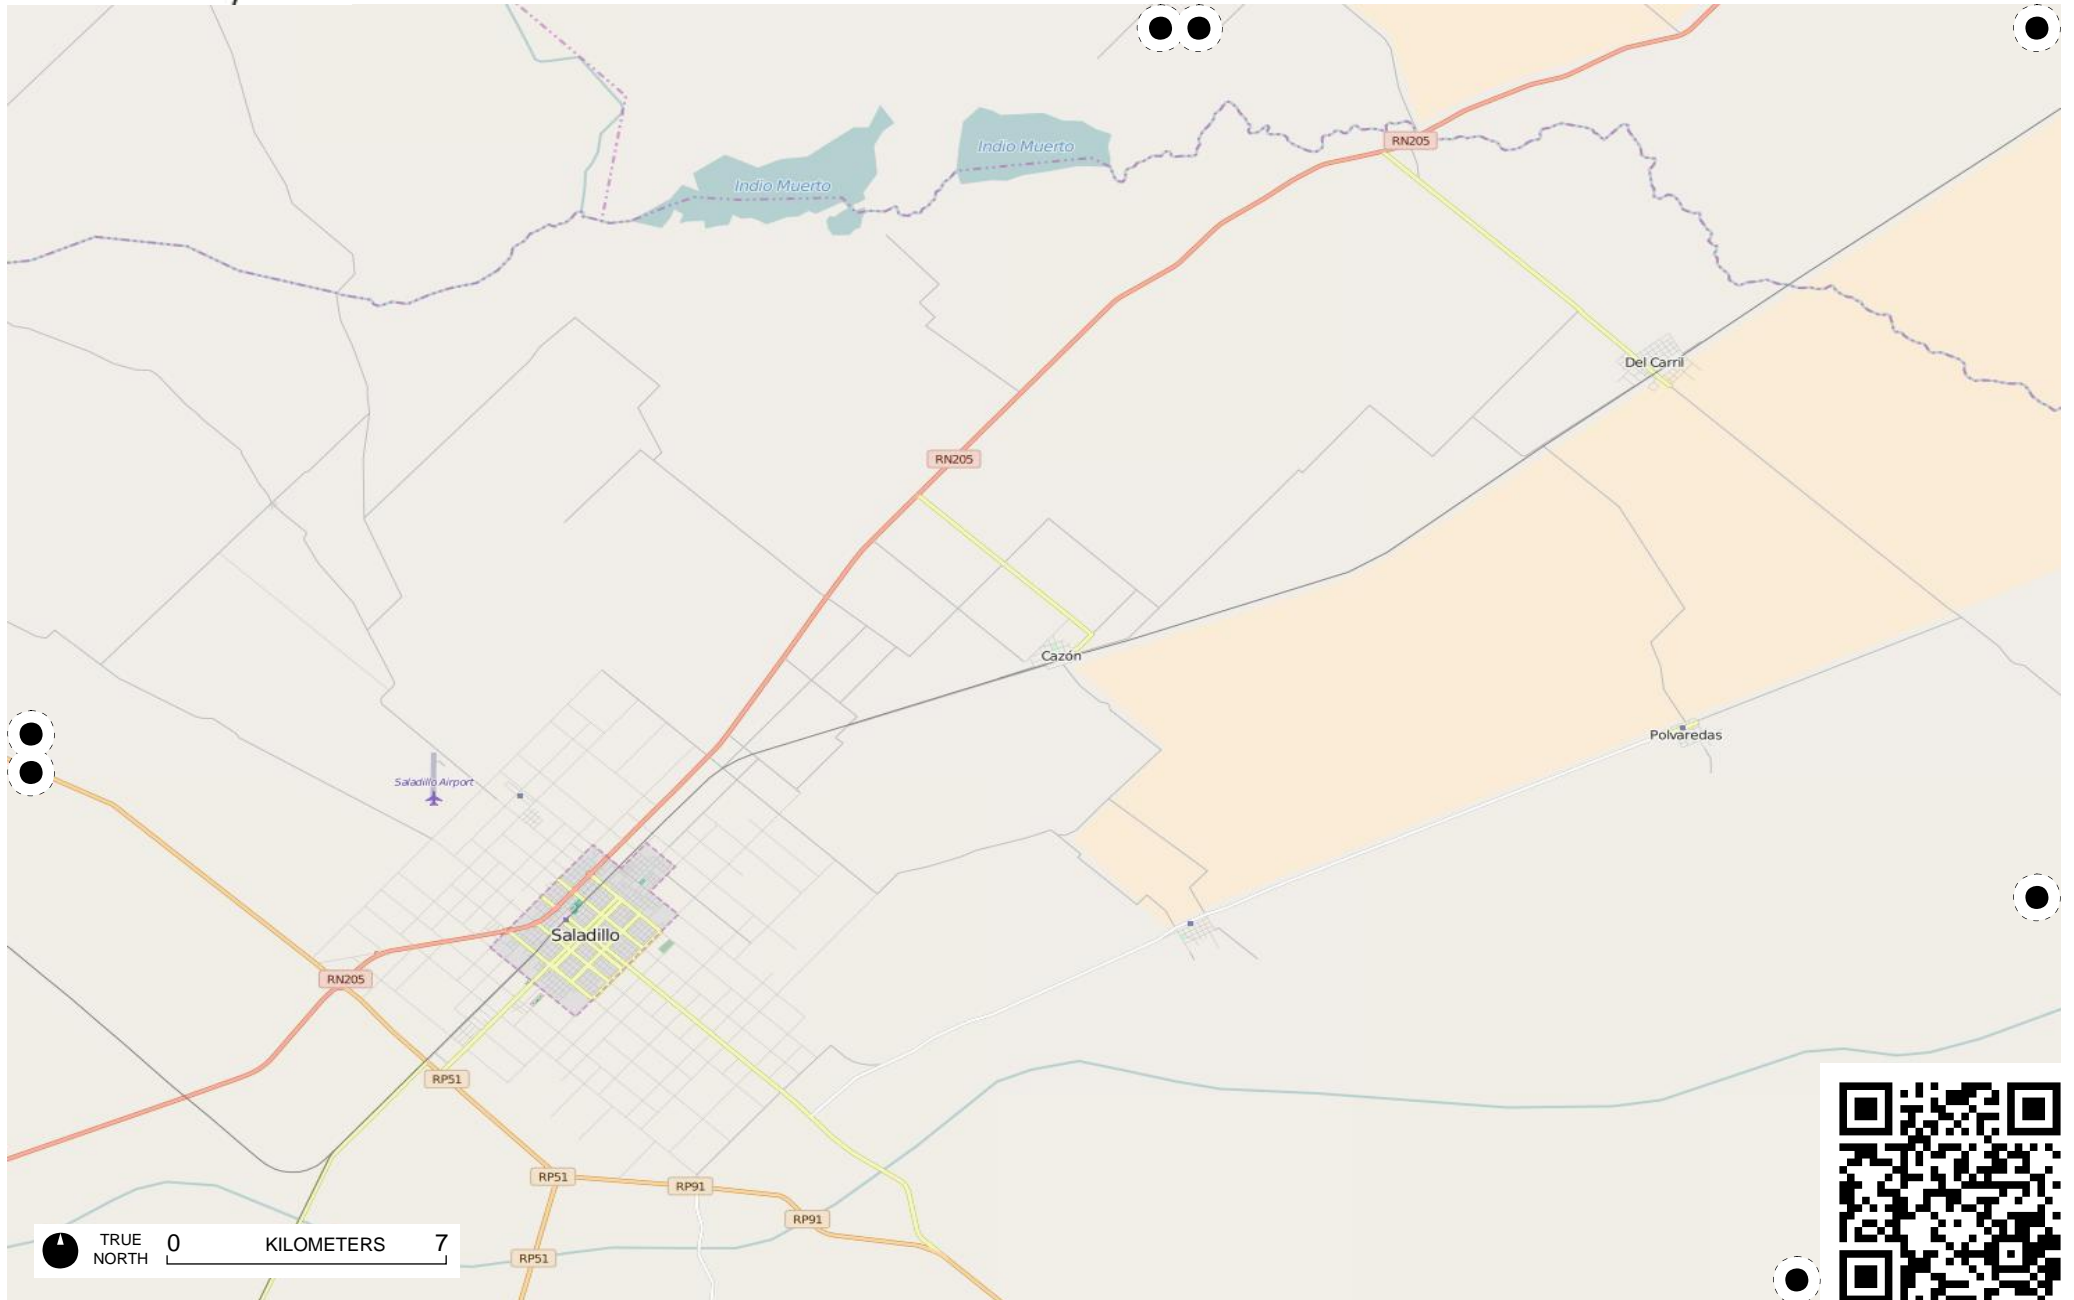 Indio Muerto
RN205
Indio Muerto
Del Carril
RN205
Cazón
Polvaredas
Saladillo Airport
Saladillo
RN205
RP51
RP51
RP91
RP91
RP51
TRUE
NORTH
0 KILOMETERS 7